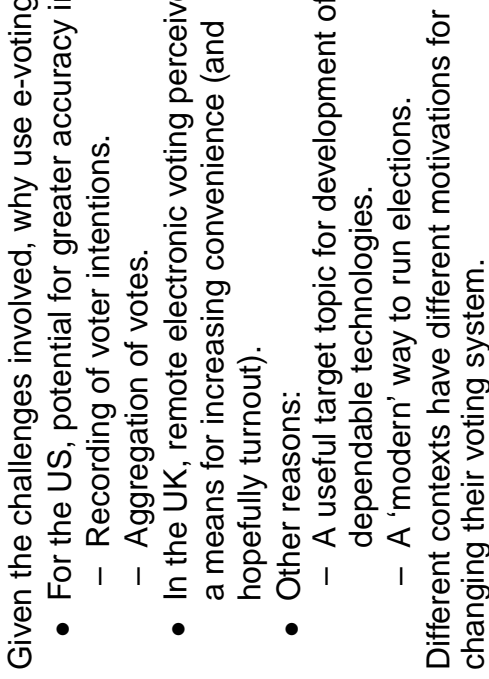 Given the challenges involved, why use e-voting
• For the US, potential for greater accuracy i
– Recording of voter intentions.
– Aggregation of votes.
• In the UK, remote electronic voting perceive
a means for increasing convenience (and
hopefully turnout).
• Other reasons:
– A useful target topic for development of
dependable technologies.
– A ‘modern’ way to run elections.
Different contexts have different motivations for
changing their voting system.